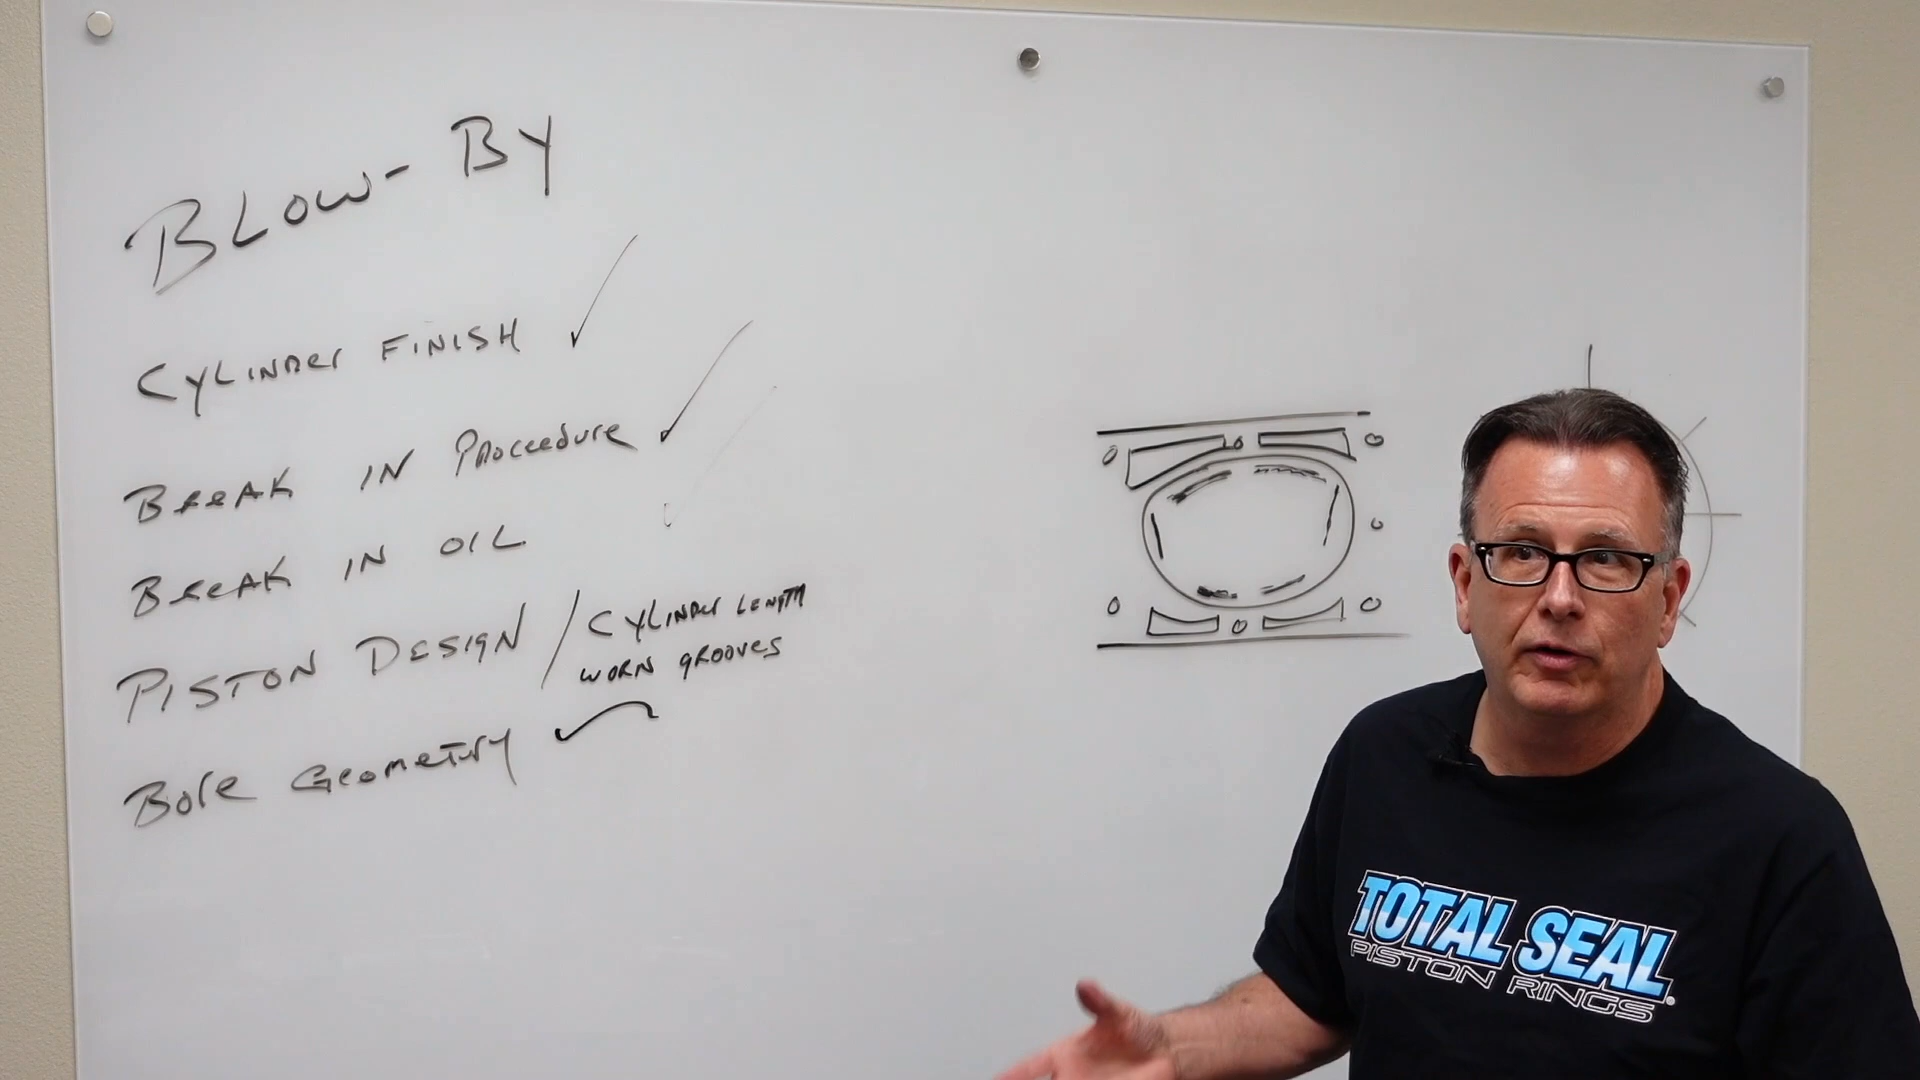 BLOW-BY
CYLINDER FINISH
BREAK IN PROCEEDURE
BREAK IN OIL
PISTON DESIGN / CYLINDER LENGTH
WORN GROOVES
BORE GEOMETRY
TOTAL SEAL
PISTON RINGS